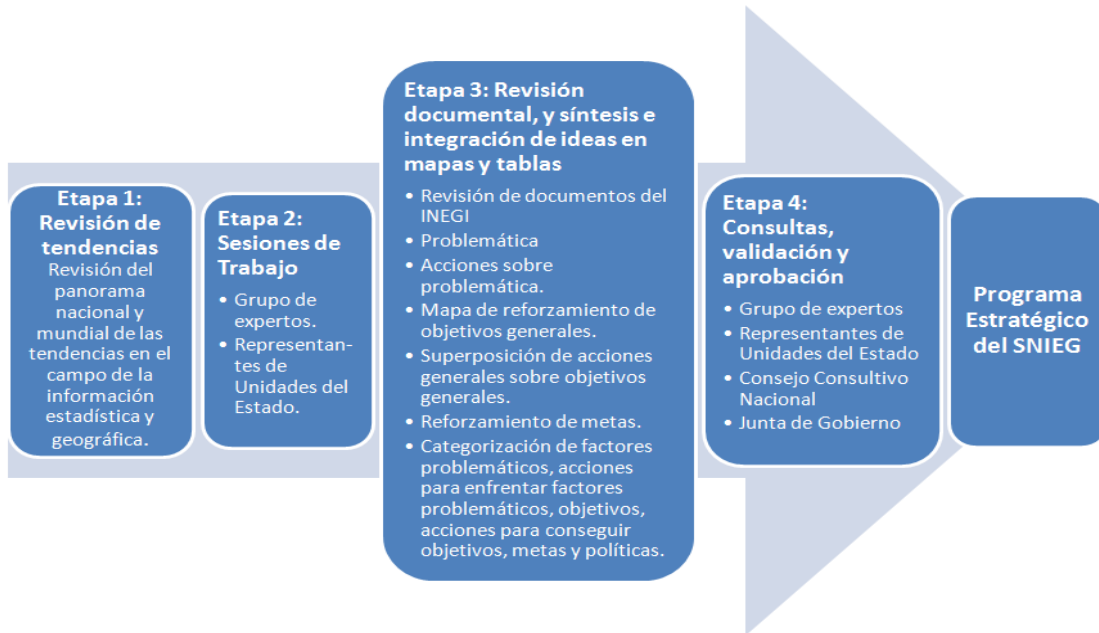 Etapa 1:
Revisión de
tendencias
Revisión del
panorama
nacional y
mundial de las
tendencias en el
campo de la
información
estadística y
geográfica.
Etapa 2:
Sesiones de
Trabajo
• Grupo de
expertos.
• Representan-
tes de
Unidades del
Estado.
Etapa 3: Revisión
documental, y síntesis e
integración de ideas en
mapas y tablas
• Revisión de documentos del
INEGI
• Problemática
• Acciones sobre
problemática.
• Mapa de reforzamiento de
objetivos generales.
• Superposición de acciones
generales sobre objetivos
generales.
• Reforzamiento de metas.
• Categorización de factores
problemáticos, acciones
para enfrentar factores
problemáticos, objetivos,
acciones para conseguir
objetivos, metas y políticas.
Etapa 4:
Consultas,
validación y
aprobación
• Grupo de expertos
• Representantes de
Unidades del Estado
• Consejo Consultivo
Nacional
• Junta de Gobierno
Programa
Estratégico
del SNIEG